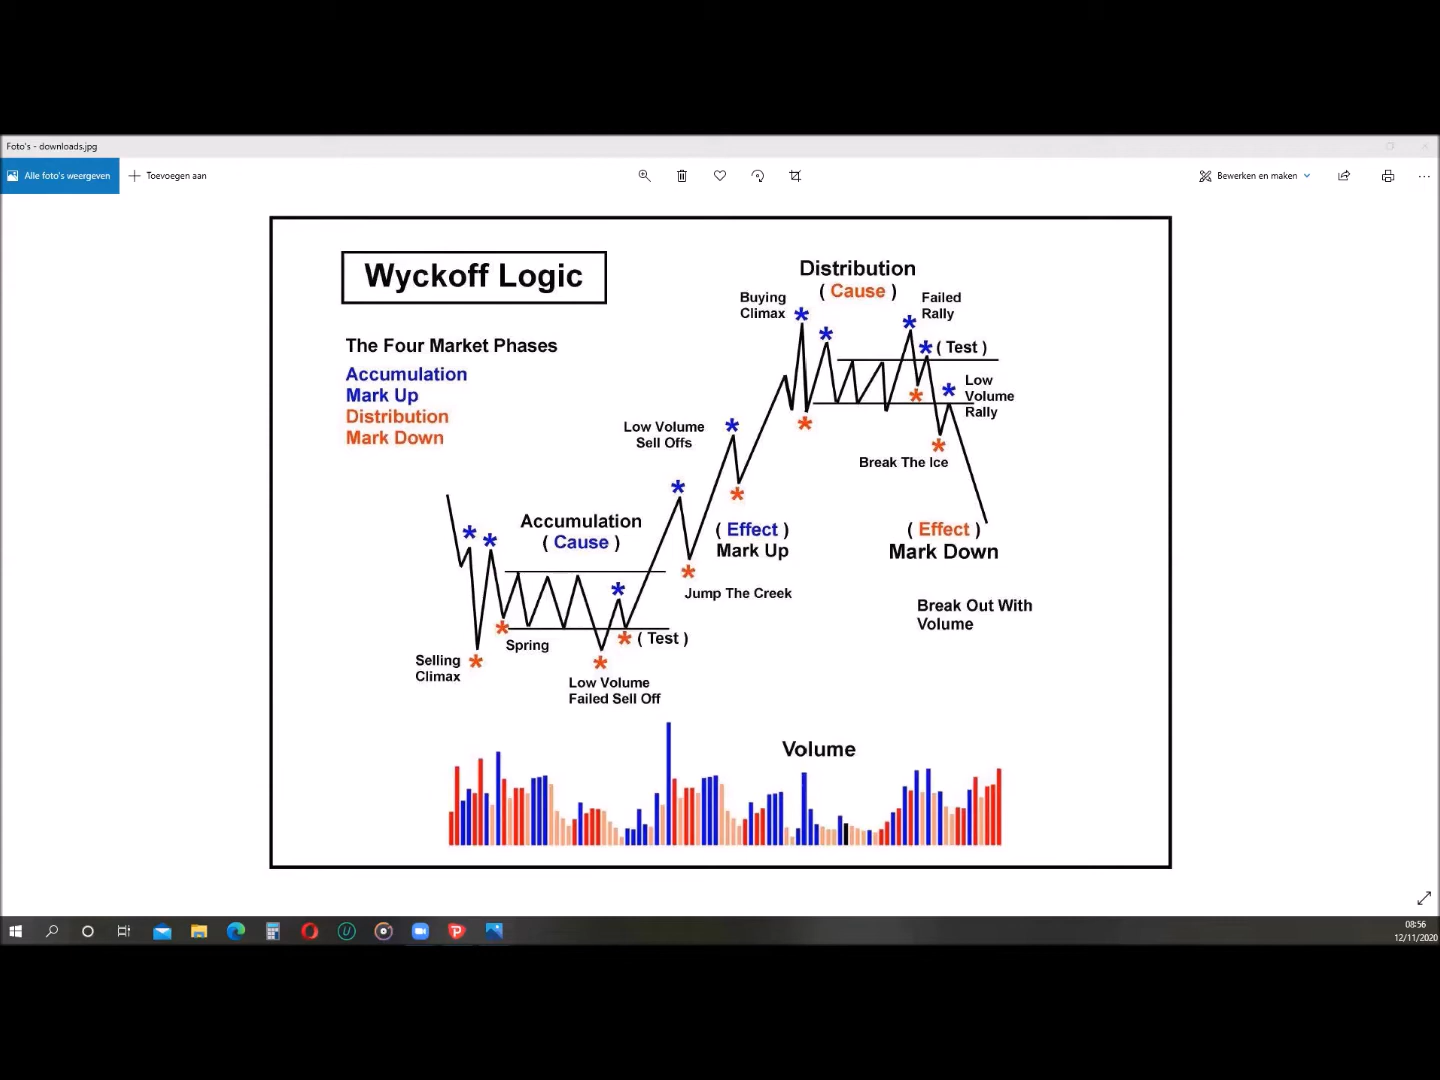 Foto's - downloads.jpg
Alle foto's weergeven
Toevoegen aan
Bewerken en maken
Wyckoff Logic
The Four Market Phases
Accumulation
Mark Up
Distribution
Mark Down
Distribution
( Cause )
Buying
Climax
Failed
Rally
( Test )
Low
Volume
Rally
Break The Ice
Low Volume
Sell Offs
Accumulation
( Cause )
( Effect )
Mark Up
( Effect )
Mark Down
Jump The Creek
Break Out With
Volume
( Test )
Spring
Selling
Climax
Low Volume
Failed Sell Off
Volume
08:56
12/11/2020